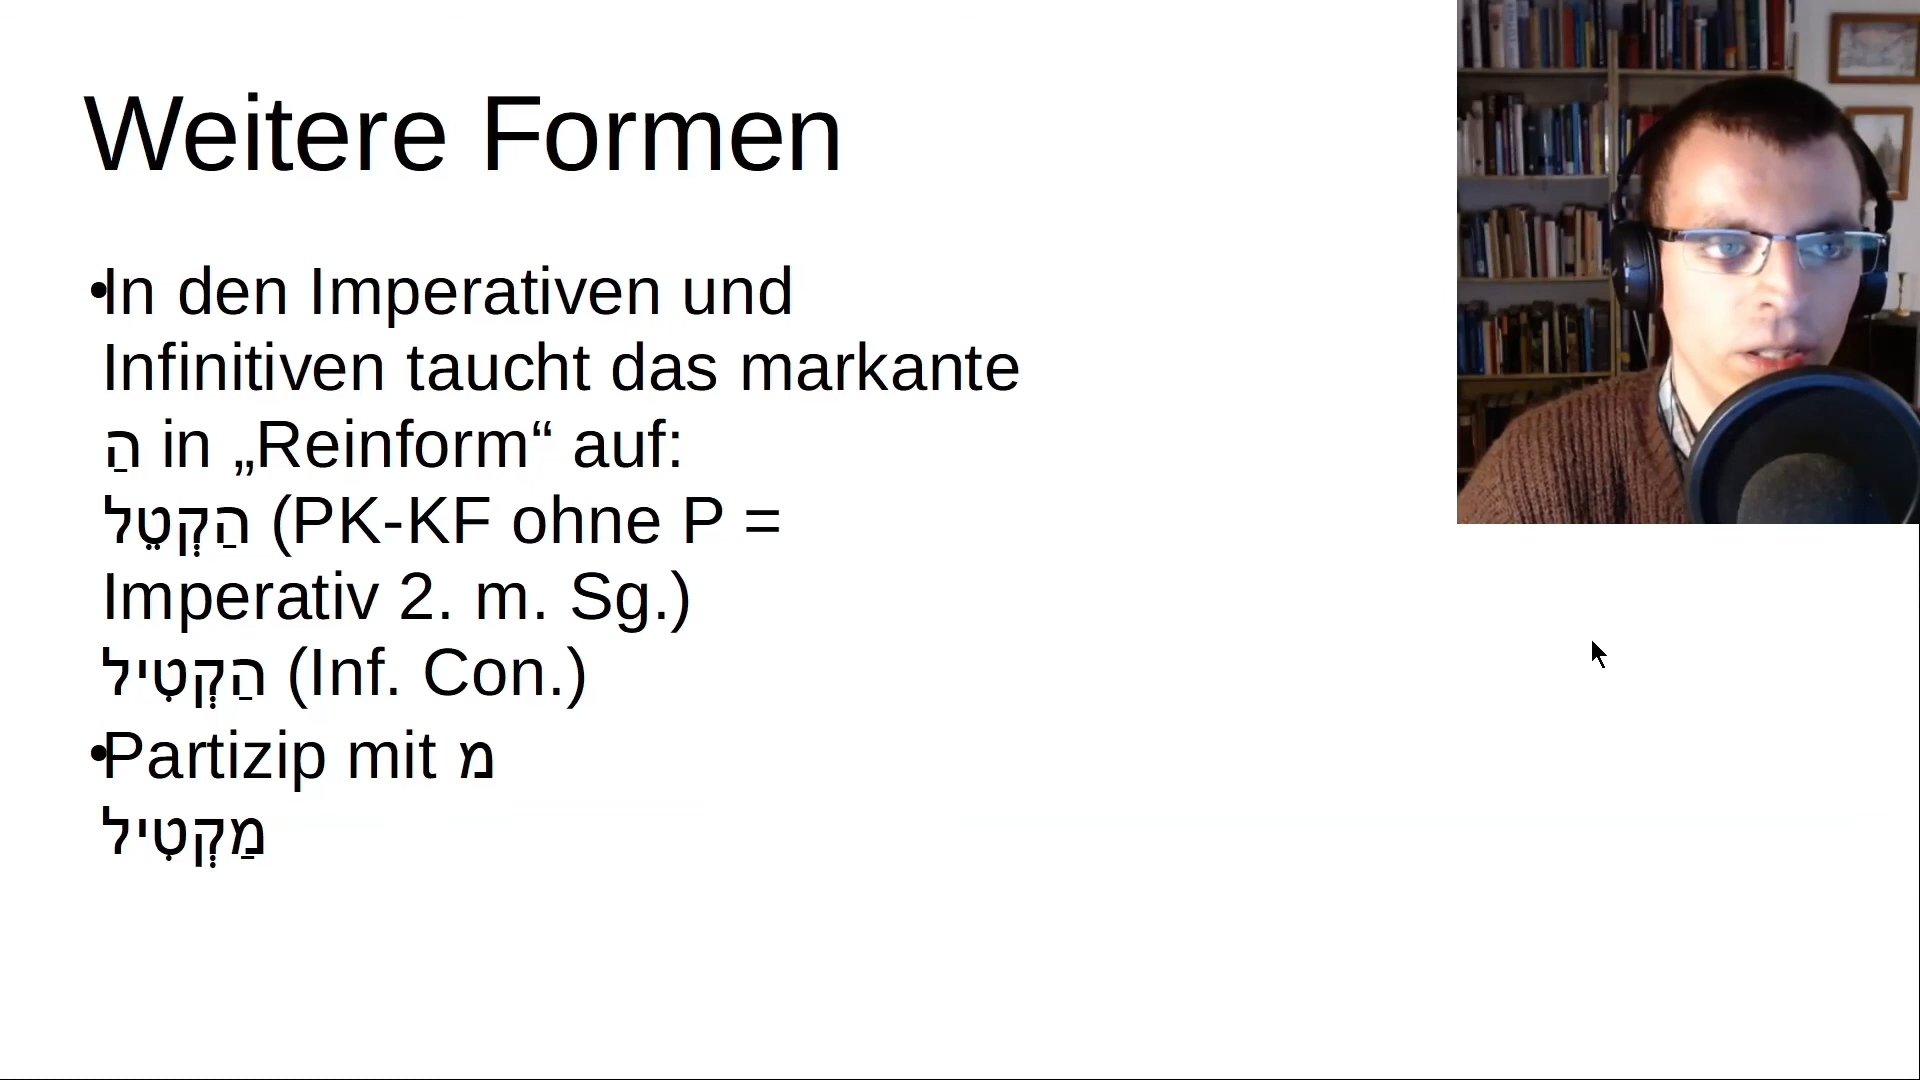 Weitere Formen
•In den Imperativen und
Infinitiven taucht das markante
הַ in „Reinform“ auf:
הַקְטֵל (PK-KF ohne P =
Imperativ 2. m. Sg.)
הַקְטִיל (Inf. Con.)
•Partizip mit מ
מַקְטִיל